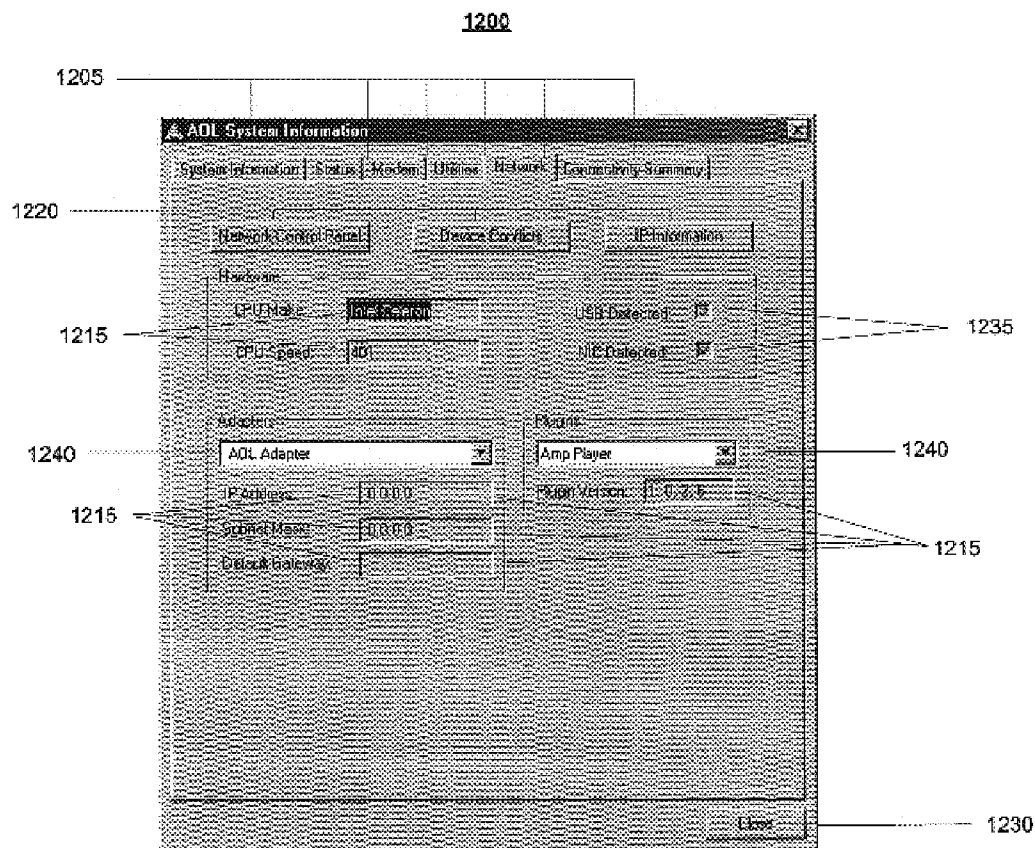 1200
1205
AOL System Information
System Information Status Modem Utilities Network Connectivity Summary
1220
Network Control Panel Device Conflicts IP Information
Hardware
CPU Make: USB Detected:
1215 1235
CPU Speed: 401 NIC Detected:
Adapters Plugins
1240 AOL Adapter Amp Player 1240
IP Address: 0.0.0.0 Plugin Version:
1215 Subnet Mask: 0.0.0.0 1215
Default Gateway:
Close 1230